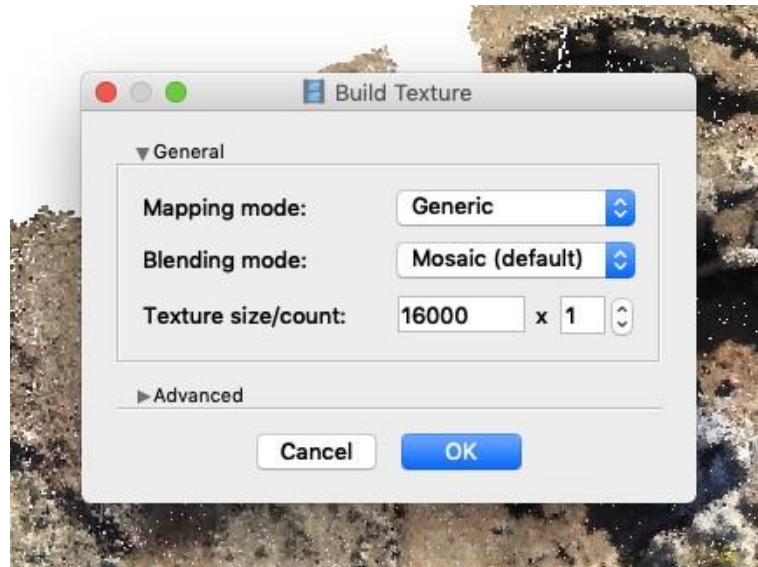 Build Texture
General
Mapping mode: Generic
Blending mode: Mosaic (default)
Texture size/count: 16000 x 1
Advanced
Cancel OK